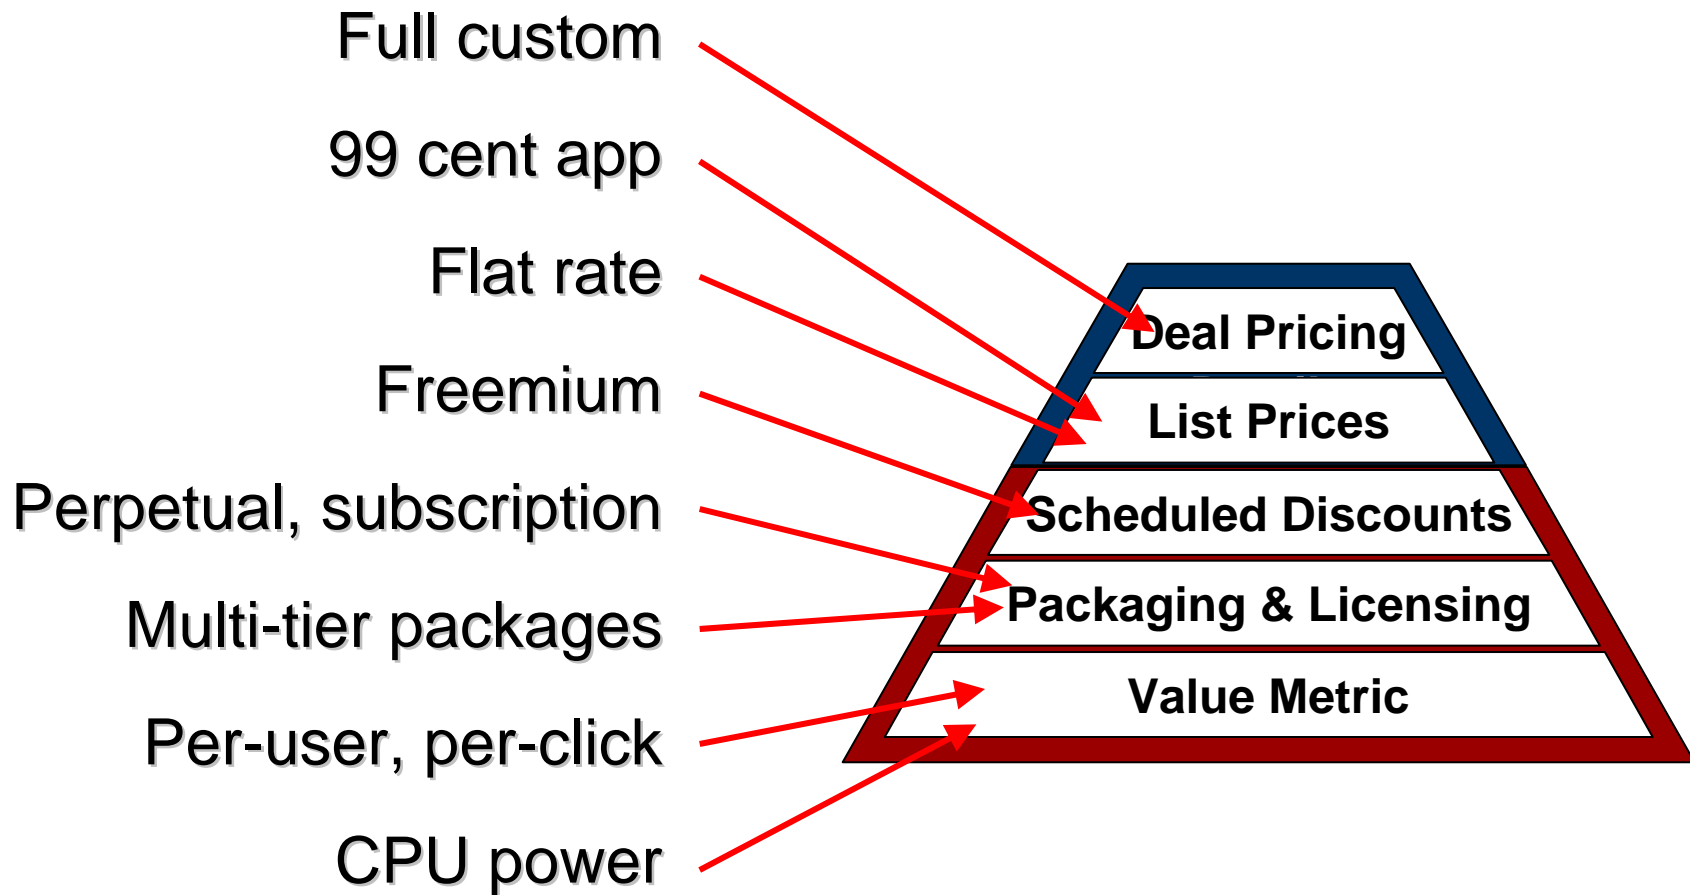 Full custom
99 cent app
Flat rate
Freemium
Perpetual, subscription
Multi-tier packages
Per-user, per-click
CPU power
Deal Pricing
List Prices
Scheduled Discounts
Packaging & Licensing
Value Metric